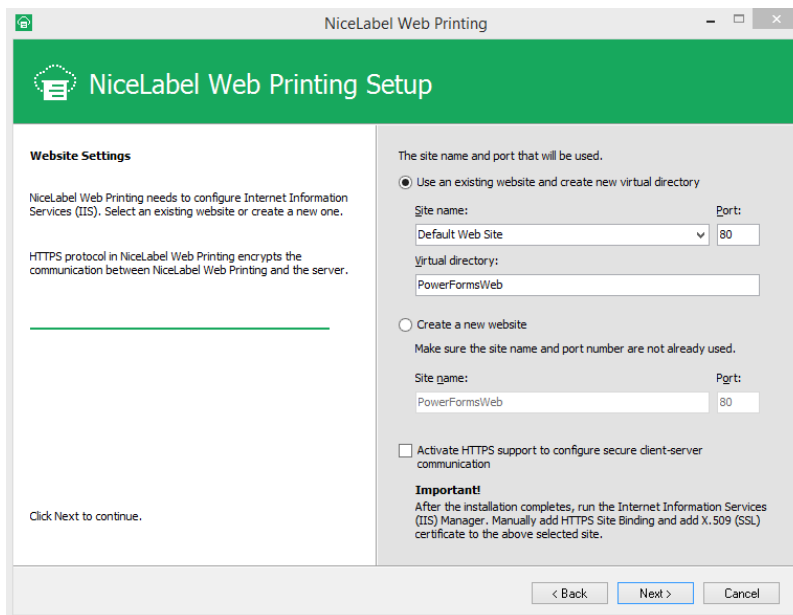 NiceLabel Web Printing
NiceLabel Web Printing Setup
Website Settings
NiceLabel Web Printing needs to configure Internet Information
Services (IIS). Select an existing website or create a new one.
HTTPS protocol in NiceLabel Web Printing encrypts the
communication between NiceLabel Web Printing and the server.
Click Next to continue.
The site name and port that will be used.
Use an existing website and create new virtual directory
Site name: Port:
Default Web Site 80
Virtual directory:
PowerFormsWeb
Create a new website
Make sure the site name and port number are not already used.
Site name: Port:
PowerFormsWeb 80
Activate HTTPS support to configure secure client-server
communication
Important!
After the installation completes, run the Internet Information Services
(IIS) Manager. Manually add HTTPS Site Binding and add X.509 (SSL)
certificate to the above selected site.
< Back Next > Cancel